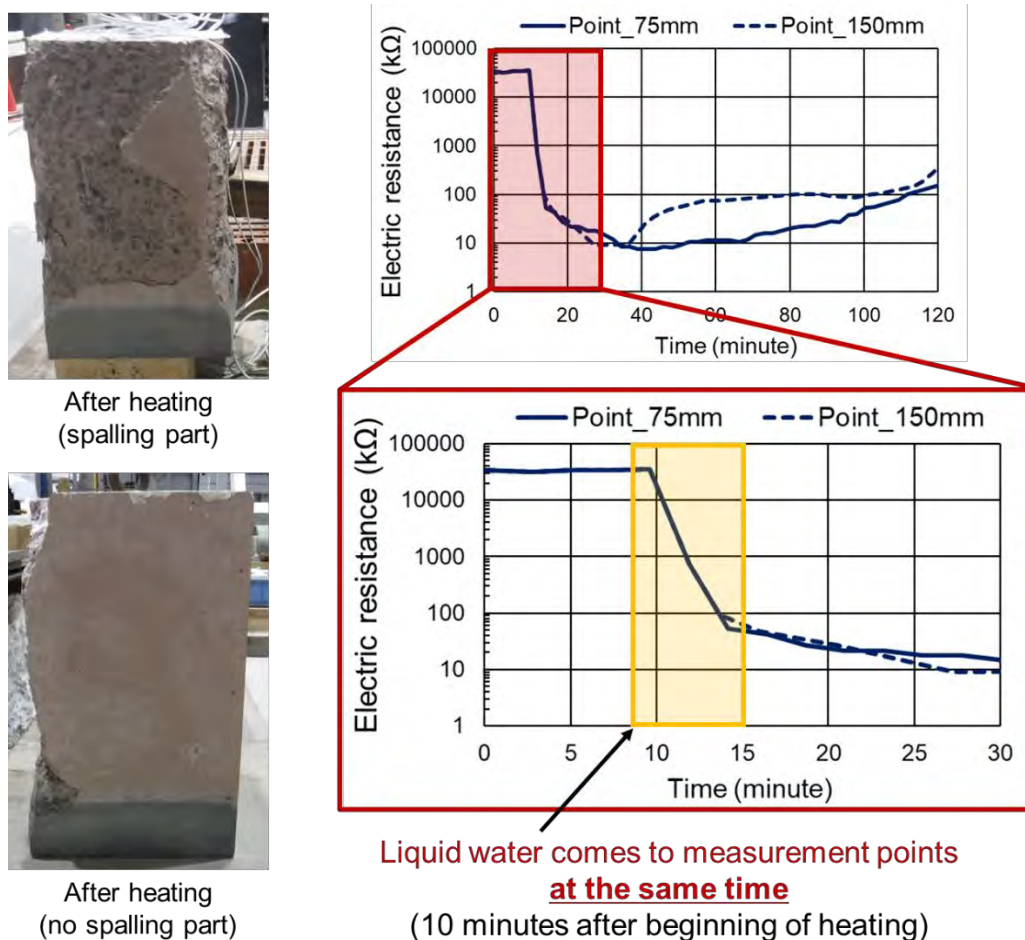 After heating
(spalling part)
After heating
(no spalling part)
Point_75mm Point_150mm
Electric resistance (kΩ)
100000
10000
1000
100
10
1
0 20 40 60 80 100 120
Time (minute)
Point_75mm Point_150mm
Electric resistance (kΩ)
100000
10000
1000
100
10
1
0 5 10 15 20 25 30
Time (minute)
Liquid water comes to measurement points
at the same time
(10 minutes after beginning of heating)